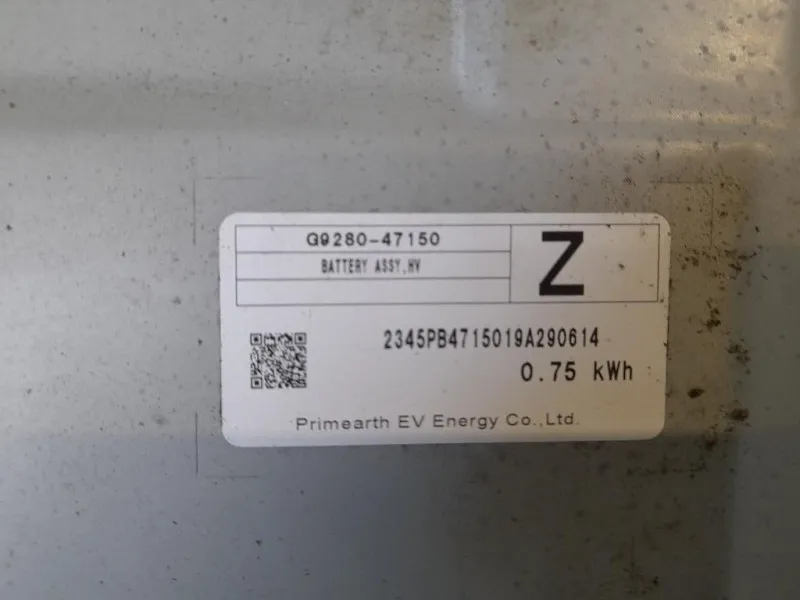 G9280-47150
BATTERY ASSY,HV
Z
2345PB4715019A290614
0.75 kWh
Primearth EV Energy Co.,Ltd.